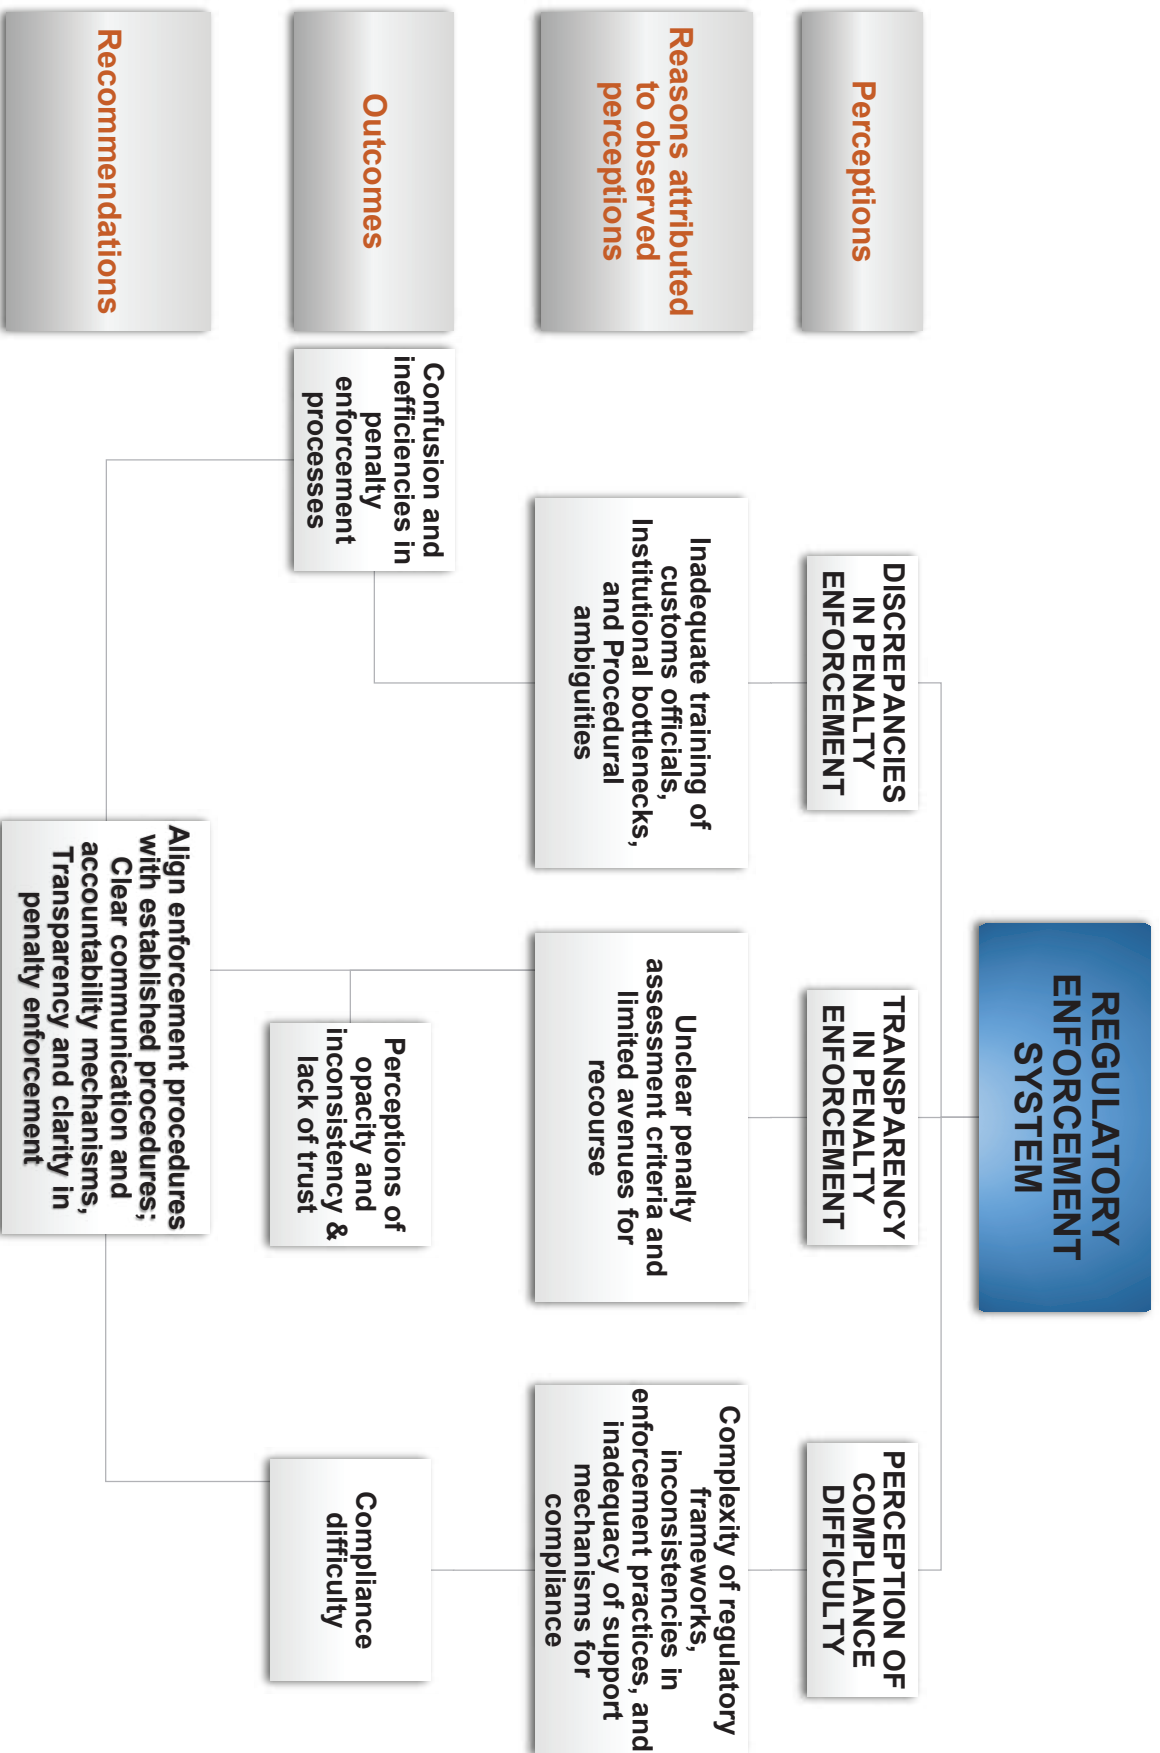 REGULATORY
ENFORCEMENT
SYSTEM
Perceptions
DISCREPANCIES
IN PENALTY
ENFORCEMENT
TRANSPARENCY
IN PENALTY
ENFORCEMENT
PERCEPTION OF
COMPLIANCE
DIFFICULTY
Reasons attributed
to observed
perceptions
Inadequate training of
customs officials,
Institutional bottlenecks,
and Procedural
ambiguities
Unclear penalty
assessment criteria and
limited avenues for
recourse
Complexity of regulatory
frameworks,
inconsistencies in
enforcement practices, and
inadequacy of support
mechanisms for
compliance
Outcomes
Confusion and
inefficiencies in
penalty
enforcement
processes
Perceptions of
opacity and
inconsistency &
lack of trust
Compliance
difficulty
Recommendations
Align enforcement procedures
with established procedures;
Clear communication and
accountability mechanisms,
Transparency and clarity in
penalty enforcement